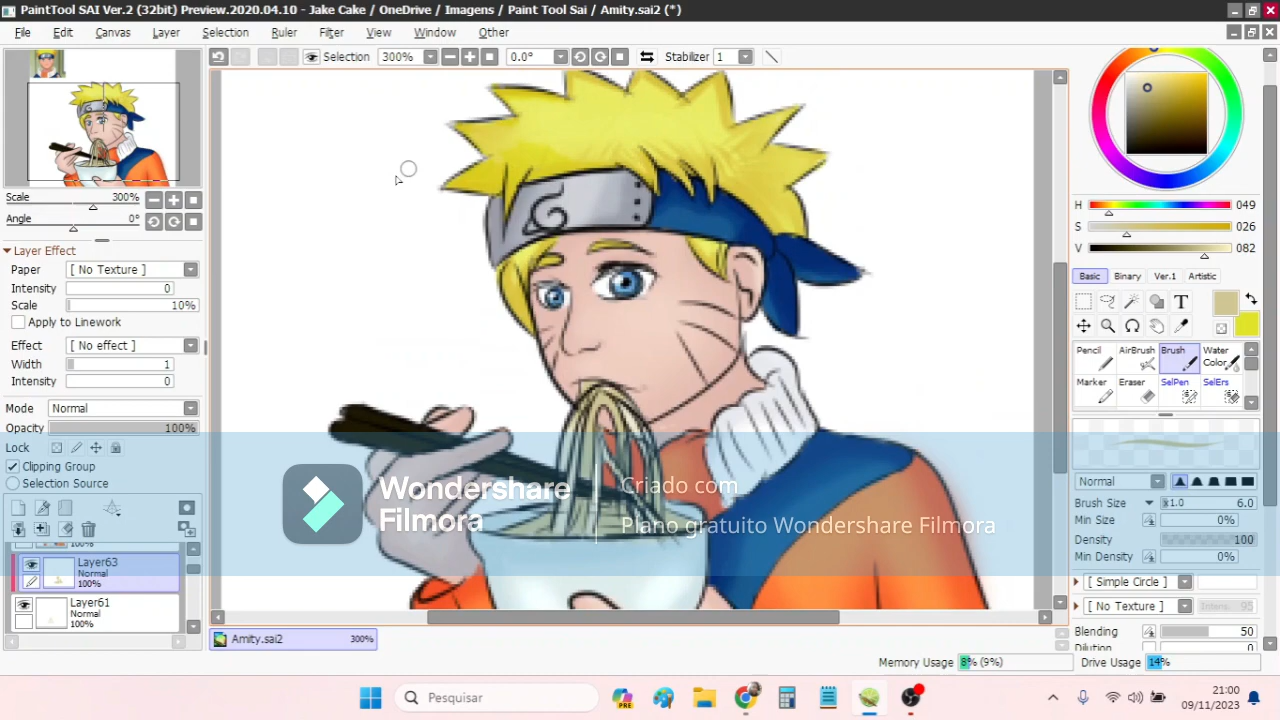 PaintTool SAI Ver.2 (32bit) Preview.2020.04.10 - Jake Cake / OneDrive / Imagens / Paint Tool Sai / Amity.sai2 (*)
File Edit Canvas Layer Selection Ruler Filter View Window Other
Selection 300% 0.0° Stabilizer 1
Scale 300%
Angle 0°
Layer Effect
Paper [ No Texture ]
Intensity 0
Scale 10%
Apply to Linework
Effect [ No effect ]
Width 1
Intensity 0
Mode Normal
Opacity 100%
Lock
Clipping Group
Selection Source
100%
Layer63
Normal
100%
Layer61
Normal
100%
Wondershare
Filmora
Criado com
Plano gratuito Wondershare Filmora
H 049
S 026
V 082
Basic Binary Ver.1 Artistic
Pencil AirBrush Brush Water
Color
Marker Eraser SelPen SelErs
Normal
Brush Size x1.0 6.0
Min Size 0%
Density 100
Min Density 0%
[ Simple Circle ]
[ No Texture ] Intens. 95
Blending 50
Dilution 0
Amity.sai2 300%
Memory Usage 8% (9%) Drive Usage 14%
Pesquisar
PRE
21:00
09/11/2023